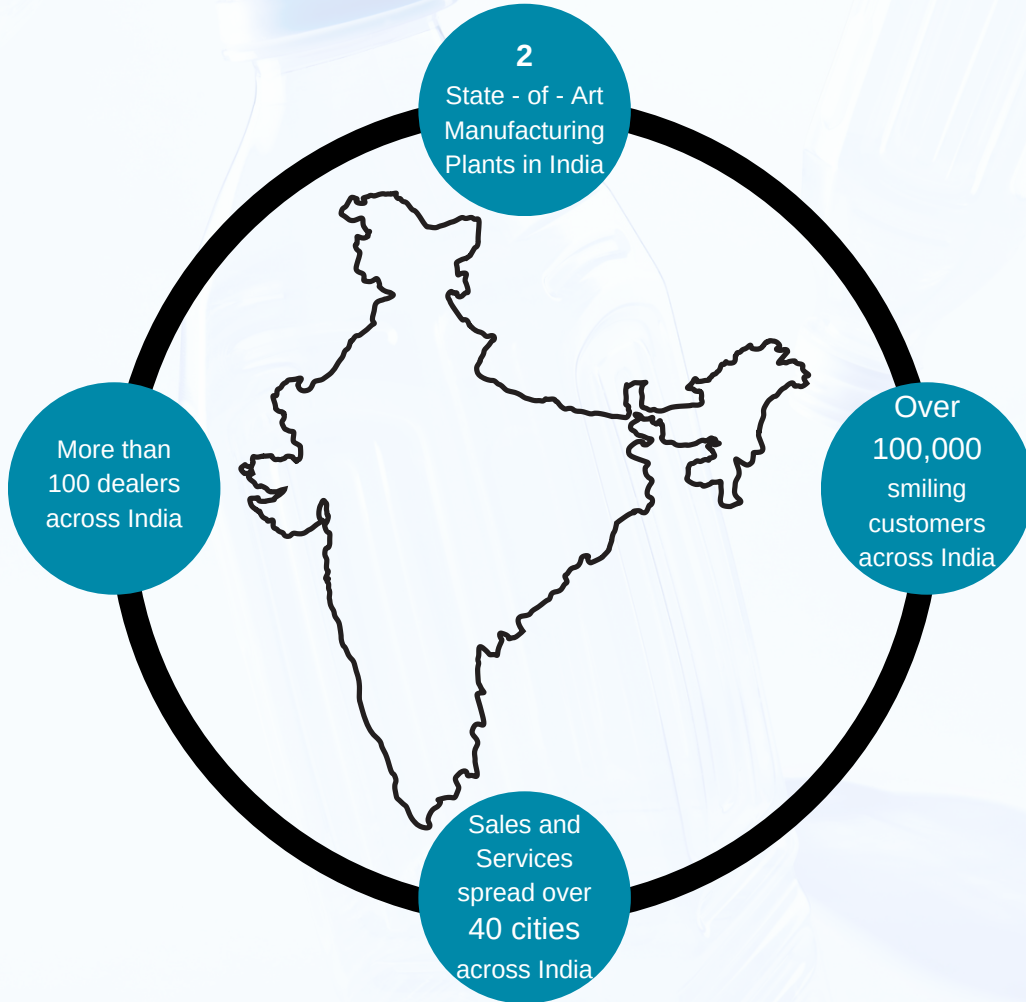 2
State - of - Art
Manufacturing
Plants in India
More than
100 dealers
across India
Over
100,000
smiling
customers
across India
Sales and
Services
spread over
40 cities
across India